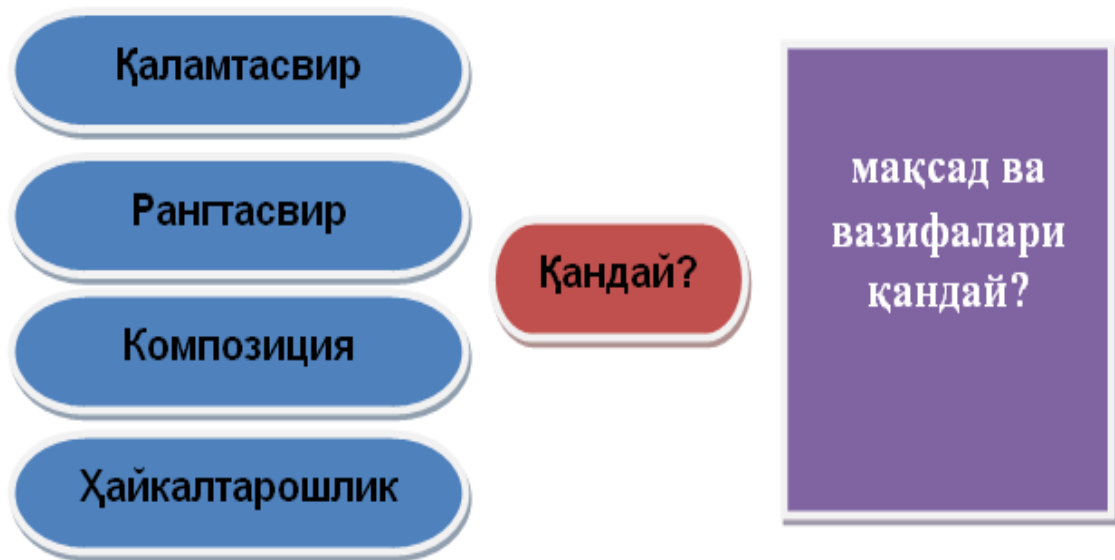 Қаламтасвир
Рангтасвир
Композиция
Ҳайкалтарошлик
Қандай?
мақсад ва
вазифалари
қандай?